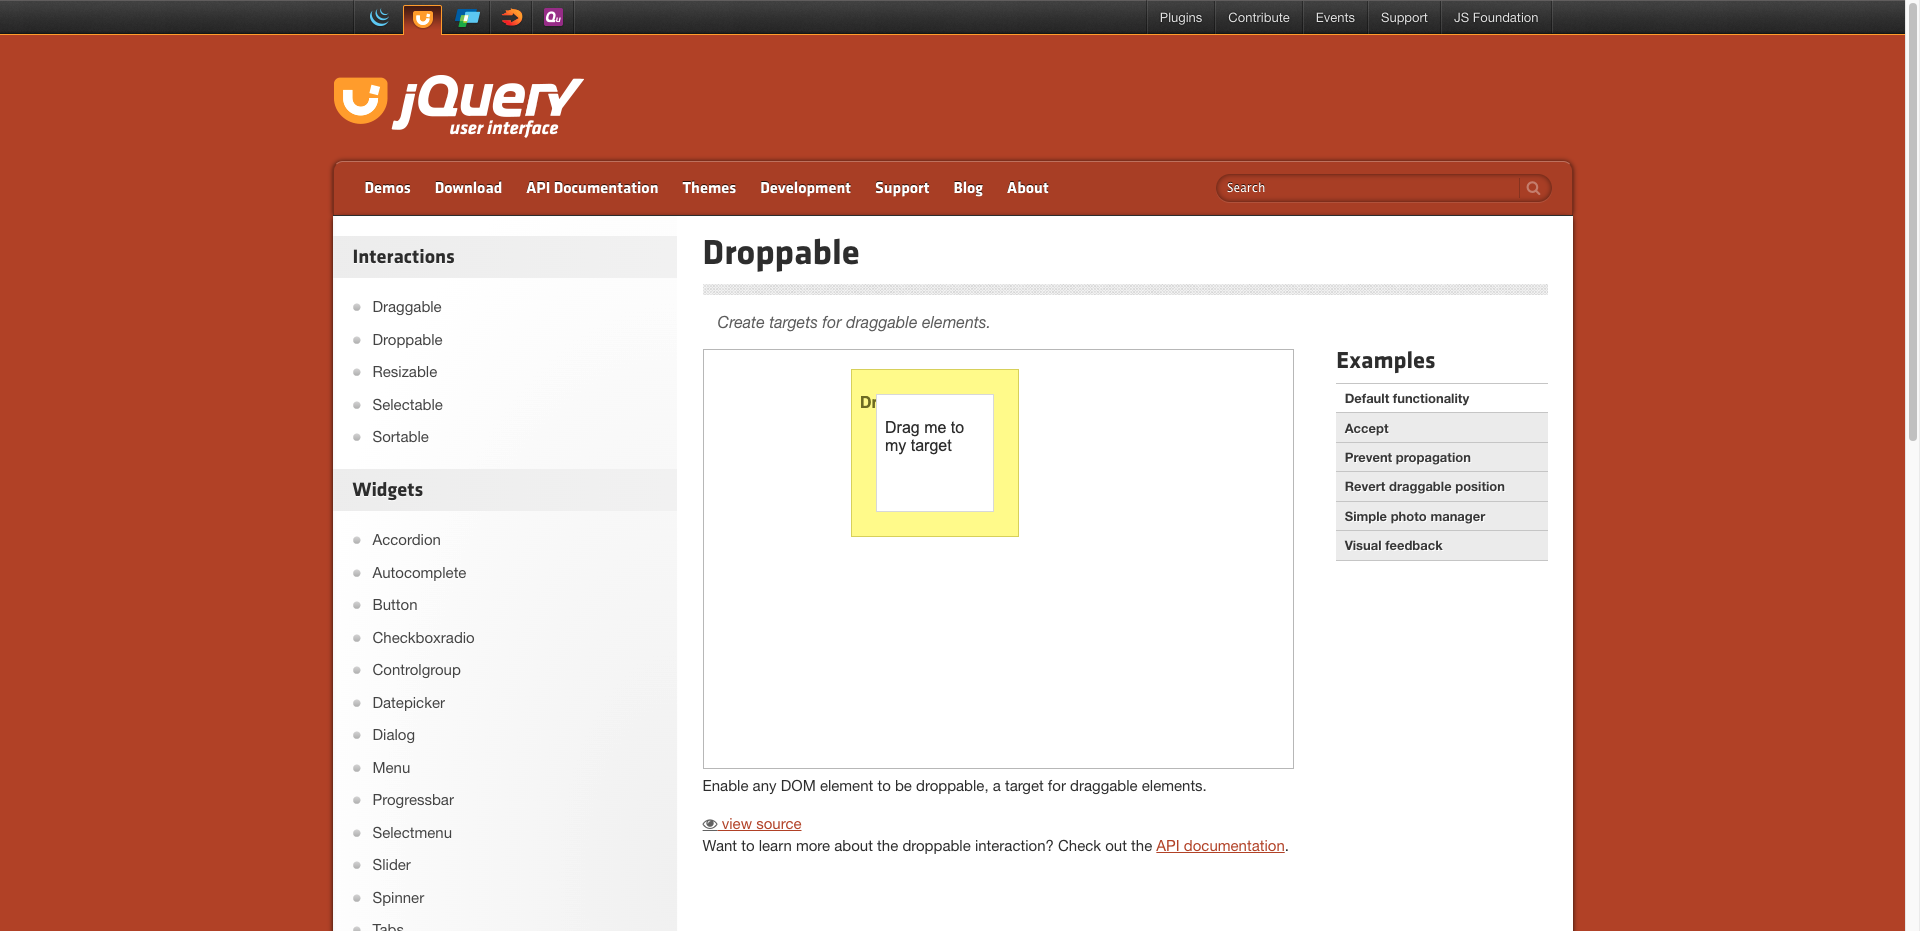 Plugins Contribute Events Support JS Foundation
jQuery
user interface
Demos Download API Documentation Themes Development Support Blog About Search
Interactions
Draggable
Droppable
Resizable
Selectable
Sortable
Widgets
Accordion
Autocomplete
Button
Checkboxradio
Controlgroup
Datepicker
Dialog
Menu
Progressbar
Selectmenu
Slider
Spinner
Tabs
Droppable
Create targets for draggable elements.
Dr
Drag me to
my target
Enable any DOM element to be droppable, a target for draggable elements.
view source
Want to learn more about the droppable interaction? Check out the API documentation.
Examples
Default functionality
Accept
Prevent propagation
Revert draggable position
Simple photo manager
Visual feedback